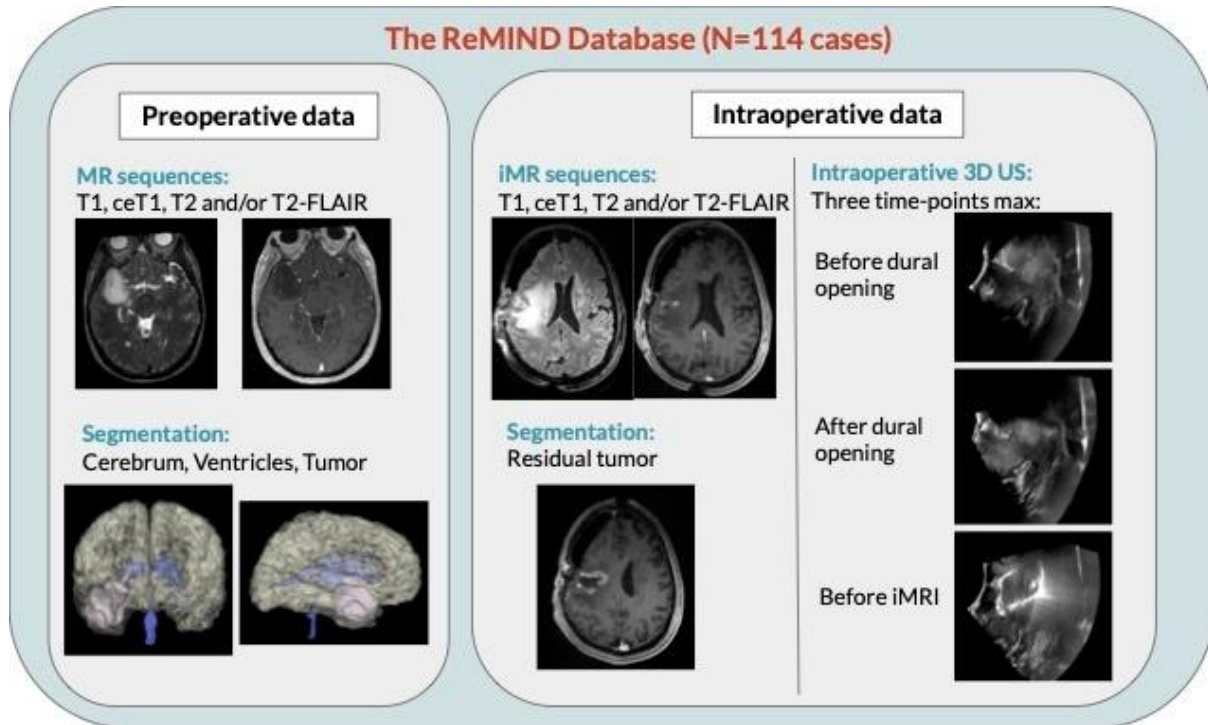 The ReMIND Database (N=114 cases)
Preoperative data
MR sequences:
T1, ceT1, T2 and/or T2-FLAIR
Segmentation:
Cerebrum, Ventricles, Tumor
Intraoperative data
iMR sequences:
T1, ceT1, T2 and/or T2-FLAIR
Segmentation:
Residual tumor
Intraoperative 3D US:
Three time-points max:
Before dural
opening
After dural
opening
Before iMRI